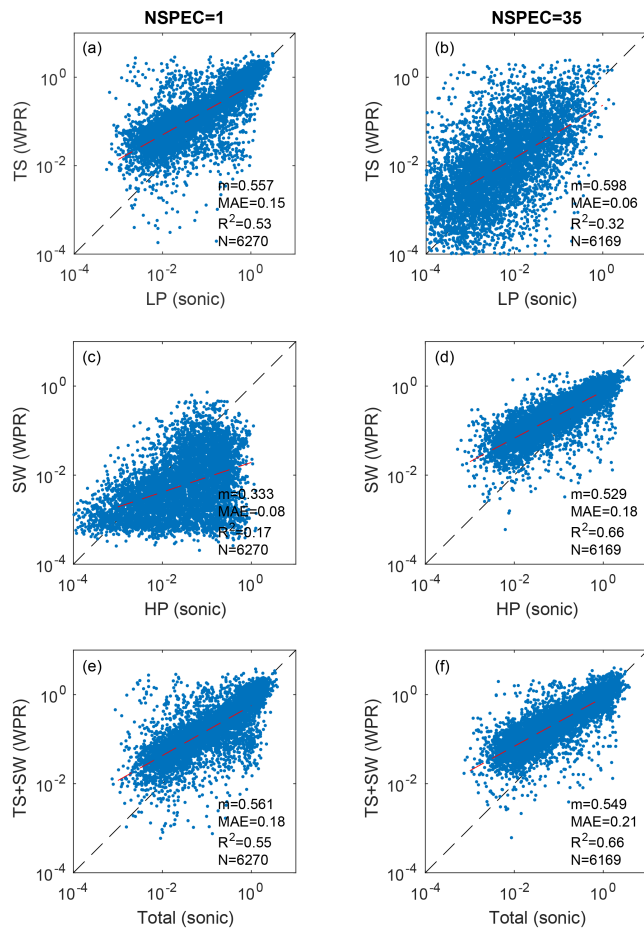 NSPEC=1
NSPEC=35
(a)
10^0
10^-2
10^-4
TS (WPR)
m=0.557
MAE=0.15
R^2=0.53
N=6270
10^-4
10^-2
10^0
LP (sonic)
(b)
10^0
10^-2
10^-4
TS (WPR)
m=0.598
MAE=0.06
R^2=0.32
N=6169
10^-4
10^-2
10^0
LP (sonic)
(c)
10^0
10^-2
10^-4
SW (WPR)
m=0.333
MAE=0.08
R^2=0.17
N=6270
10^-4
10^-2
10^0
HP (sonic)
(d)
10^0
10^-2
10^-4
SW (WPR)
m=0.529
MAE=0.18
R^2=0.66
N=6169
10^-4
10^-2
10^0
HP (sonic)
(e)
10^0
10^-2
10^-4
TS+SW (WPR)
m=0.561
MAE=0.18
R^2=0.55
N=6270
10^-4
10^-2
10^0
Total (sonic)
(f)
10^0
10^-2
10^-4
TS+SW (WPR)
m=0.549
MAE=0.21
R^2=0.66
N=6169
10^-4
10^-2
10^0
Total (sonic)